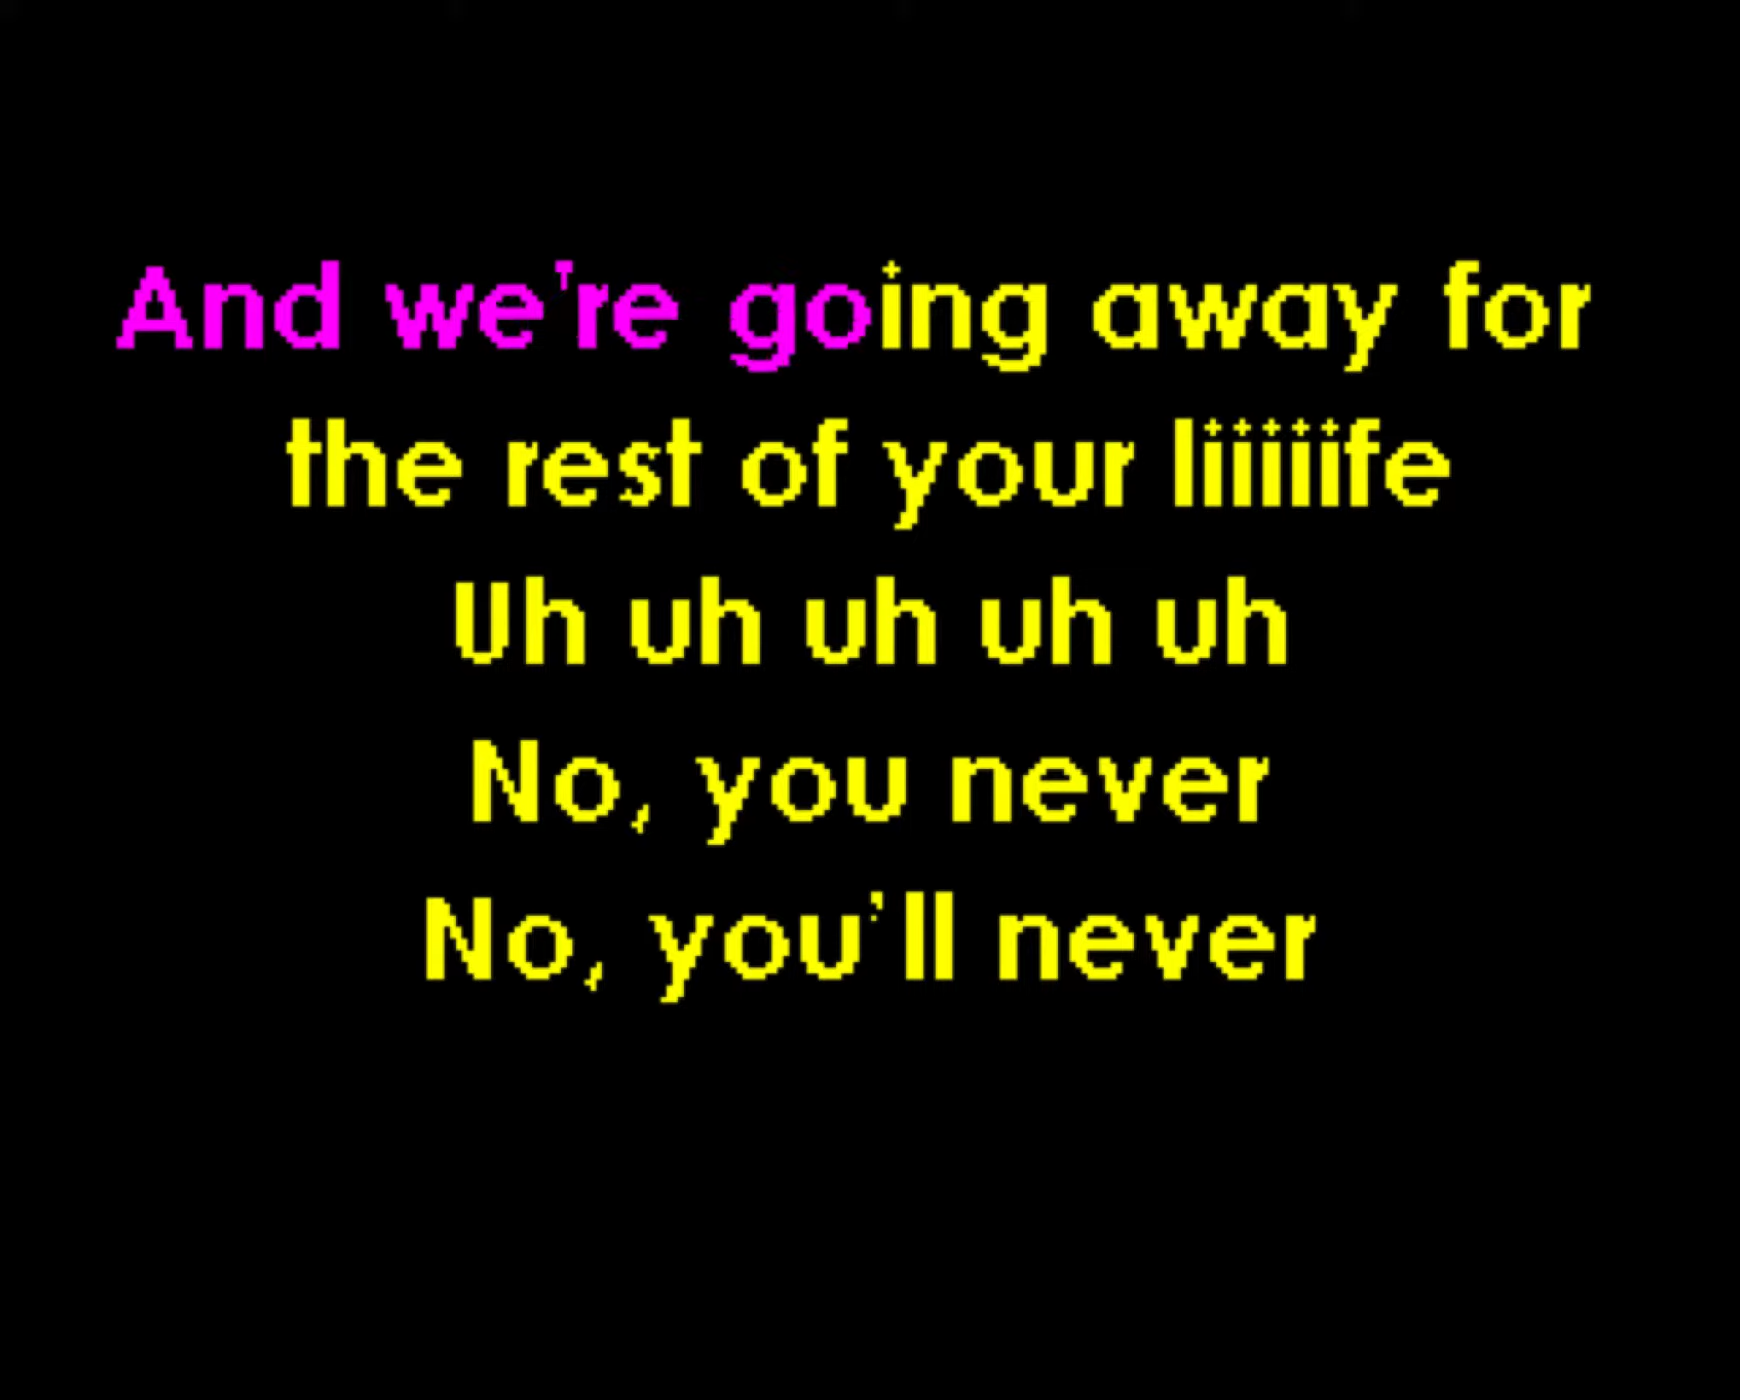 And we're going away for
the rest of your liiiiife
Uh uh uh uh uh
No, you never
No, you'll never